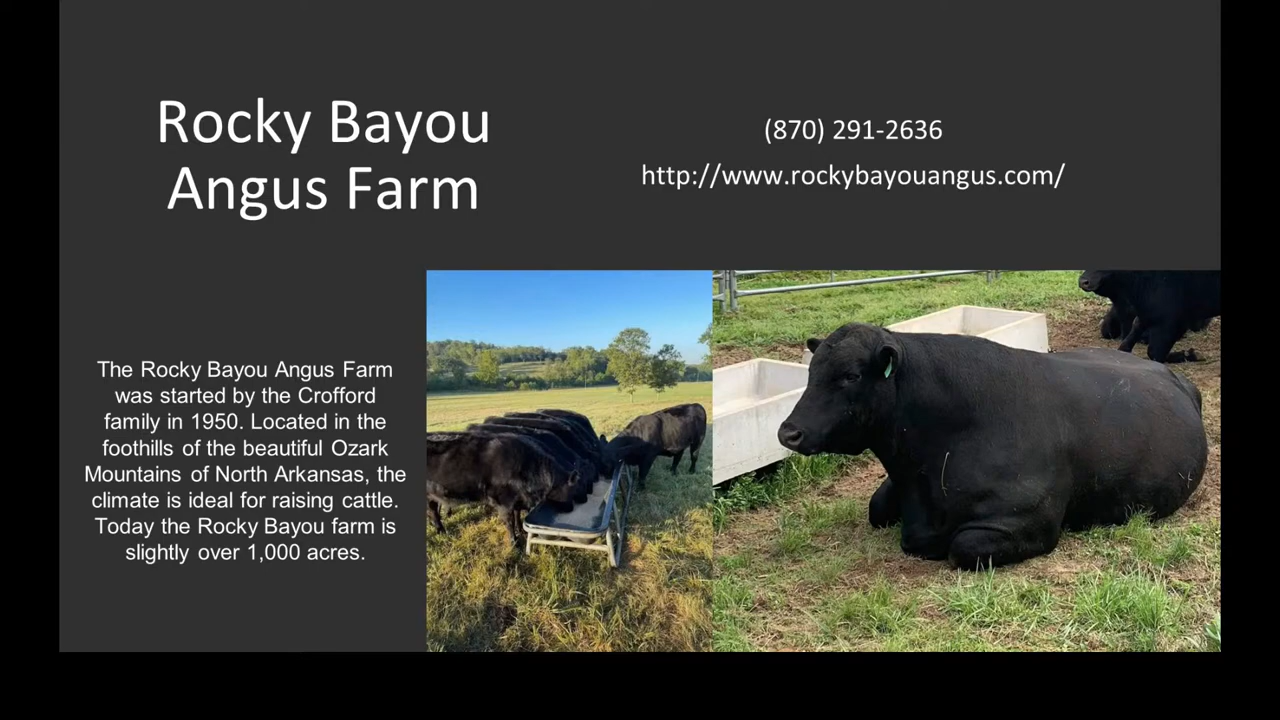 Rocky Bayou
Angus Farm
(870) 291-2636
http://www.rockybayouangus.com/
The Rocky Bayou Angus Farm
was started by the Crofford
family in 1950. Located in the
foothills of the beautiful Ozark
Mountains of North Arkansas, the
climate is ideal for raising cattle.
Today the Rocky Bayou farm is
slightly over 1,000 acres.